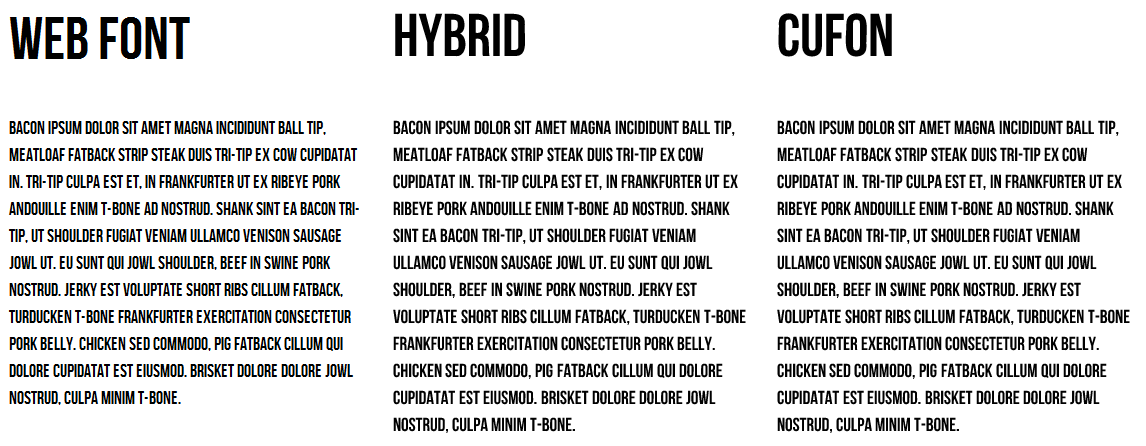 WEB FONT
BACON IPSUM DOLOR SIT AMET MAGNA INCIDIDUNT BALL TIP,
MEATLOAF FATBACK STRIP STEAK DUIS TRI-TIP EX COW CUPIDATAT
IN. TRI-TIP CULPA EST ET, IN FRANKFURTER UT EX RIBEYE PORK
ANDOUILLE ENIM T-BONE AD NOSTRUD. SHANK SINT EA BACON TRI-
TIP, UT SHOULDER FUGIAT VENIAM ULLAMCO VENISON SAUSAGE
JOWL UT. EU SUNT QUI JOWL SHOULDER, BEEF IN SWINE PORK
NOSTRUD. JERKY EST VOLUPTATE SHORT RIBS CILLUM FATBACK,
TURDUCKEN T-BONE FRANKFURTER EXERCITATION CONSECTETUR
PORK BELLY. CHICKEN SED COMMODO, PIG FATBACK CILLUM QUI
DOLORE CUPIDATAT EST EIUSMOD. BRISKET DOLORE DOLORE JOWL
NOSTRUD, CULPA MINIM T-BONE.
HYBRID
BACON IPSUM DOLOR SIT AMET MAGNA INCIDIDUNT BALL TIP,
MEATLOAF FATBACK STRIP STEAK DUIS TRI-TIP EX COW
CUPIDATAT IN. TRI-TIP CULPA EST ET, IN FRANKFURTER UT EX
RIBEYE PORK ANDOUILLE ENIM T-BONE AD NOSTRUD. SHANK
SINT EA BACON TRI-TIP, UT SHOULDER FUGIAT VENIAM
ULLAMCO VENISON SAUSAGE JOWL UT. EU SUNT QUI JOWL
SHOULDER, BEEF IN SWINE PORK NOSTRUD. JERKY EST
VOLUPTATE SHORT RIBS CILLUM FATBACK, TURDUCKEN T-BONE
FRANKFURTER EXERCITATION CONSECTETUR PORK BELLY.
CHICKEN SED COMMODO, PIG FATBACK CILLUM QUI DOLORE
CUPIDATAT EST EIUSMOD. BRISKET DOLORE DOLORE JOWL
NOSTRUD, CULPA MINIM T-BONE.
CUFON
BACON IPSUM DOLOR SIT AMET MAGNA INCIDIDUNT BALL TIP,
MEATLOAF FATBACK STRIP STEAK DUIS TRI-TIP EX COW
CUPIDATAT IN. TRI-TIP CULPA EST ET, IN FRANKFURTER UT EX
RIBEYE PORK ANDOUILLE ENIM T-BONE AD NOSTRUD. SHANK
SINT EA BACON TRI-TIP, UT SHOULDER FUGIAT VENIAM
ULLAMCO VENISON SAUSAGE JOWL UT. EU SUNT QUI JOWL
SHOULDER, BEEF IN SWINE PORK NOSTRUD. JERKY EST
VOLUPTATE SHORT RIBS CILLUM FATBACK, TURDUCKEN T-BONE
FRANKFURTER EXERCITATION CONSECTETUR PORK BELLY.
CHICKEN SED COMMODO, PIG FATBACK CILLUM QUI DOLORE
CUPIDATAT EST EIUSMOD. BRISKET DOLORE DOLORE JOWL
NOSTRUD, CULPA MINIM T-BONE.